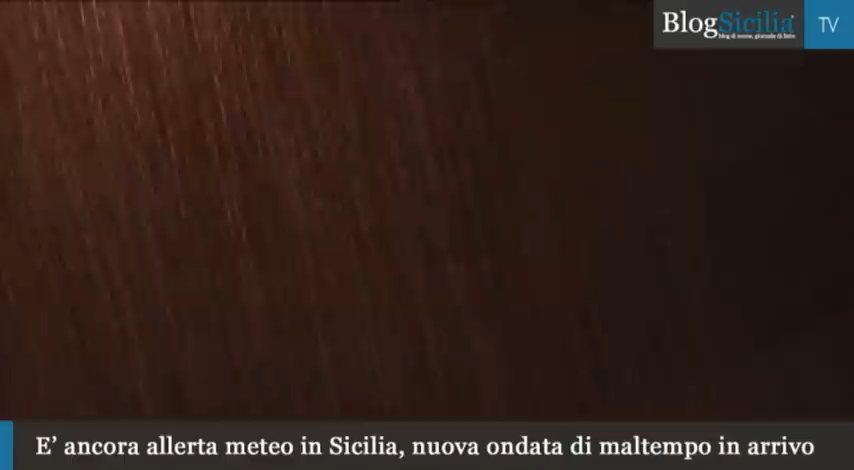 BlogSicilia TV
E' ancora allerta meteo in Sicilia, nuova ondata di maltempo in arrivo